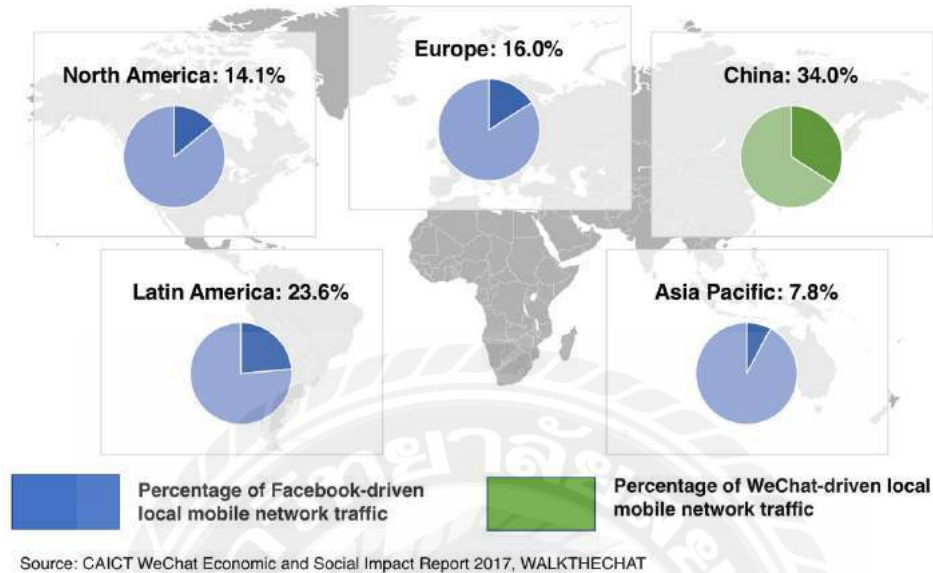 Europe: 16.0%
North America: 14.1%
China: 34.0%
Latin America: 23.6%
Asia Pacific: 7.8%
Percentage of Facebook-driven
local mobile network traffic
Percentage of WeChat-driven local
mobile network traffic
Source: CAICT WeChat Economic and Social Impact Report 2017, WALKTHECHAT